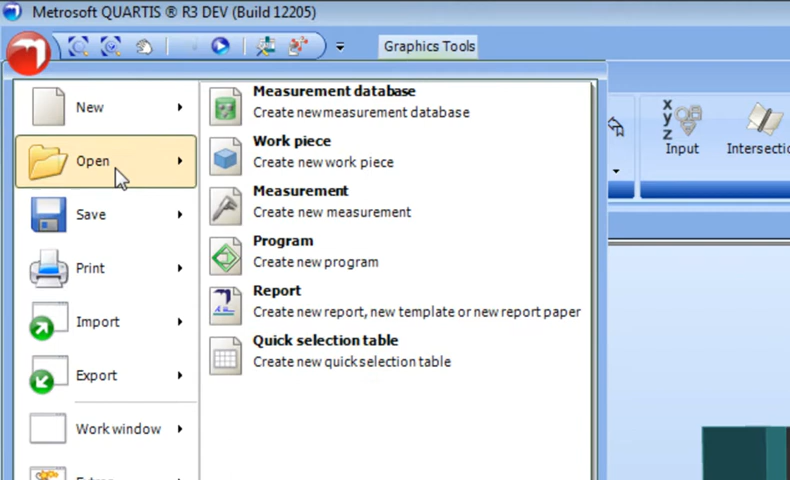 Metrosoft QUARTIS ® R3 DEV (Build 12205)
Graphics Tools
New
Open
Save
Print
Import
Export
Work window
Measurement database
Create new measurement database
Work piece
Create new work piece
Measurement
Create new measurement
Program
Create new program
Report
Create new report, new template or new report paper
Quick selection table
Create new quick selection table
x
y
z
Input